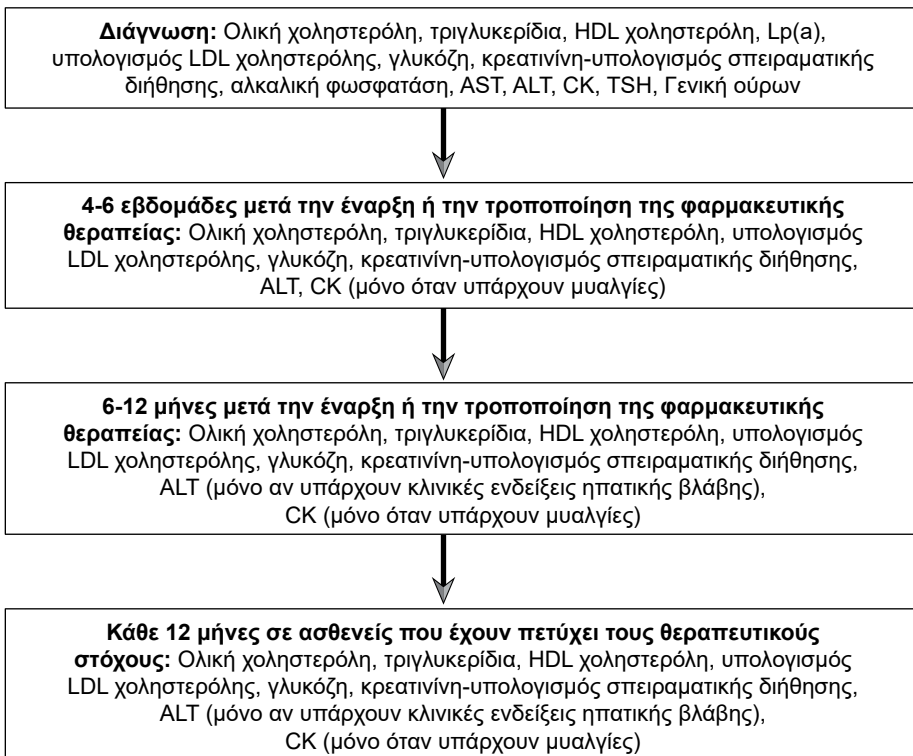 Διάγνωση: Ολική χοληστερόλη, τριγλυκερίδια, HDL χοληστερόλη, Lp(a),
υπολογισμός LDL χοληστερόλης, γλυκόζη, κρεατινίνη-υπολογισμός σπειραματικής
διήθησης, αλκαλική φωσφατάση, AST, ALT, CK, TSH, Γενική ούρων
4-6 εβδομάδες μετά την έναρξη ή την τροποποίηση της φαρμακευτικής
θεραπείας: Ολική χοληστερόλη, τριγλυκερίδια, HDL χοληστερόλη, υπολογισμός
LDL χοληστερόλης, γλυκόζη, κρεατινίνη-υπολογισμός σπειραματικής διήθησης,
ALT, CK (μόνο όταν υπάρχουν μυαλγίες)
6-12 μήνες μετά την έναρξη ή την τροποποίηση της φαρμακευτικής
θεραπείας: Ολική χοληστερόλη, τριγλυκερίδια, HDL χοληστερόλη, υπολογισμός
LDL χοληστερόλης, γλυκόζη, κρεατινίνη-υπολογισμός σπειραματικής διήθησης,
ALT (μόνο αν υπάρχουν κλινικές ενδείξεις ηπατικής βλάβης),
CK (μόνο όταν υπάρχουν μυαλγίες)
Κάθε 12 μήνες σε ασθενείς που έχουν πετύχει τους θεραπευτικούς
στόχους: Ολική χοληστερόλη, τριγλυκερίδια, HDL χοληστερόλη, υπολογισμός
LDL χοληστερόλης, γλυκόζη, κρεατινίνη-υπολογισμός σπειραματικής διήθησης,
ALT (μόνο αν υπάρχουν κλινικές ενδείξεις ηπατικής βλάβης),
CK (μόνο όταν υπάρχουν μυαλγίες)